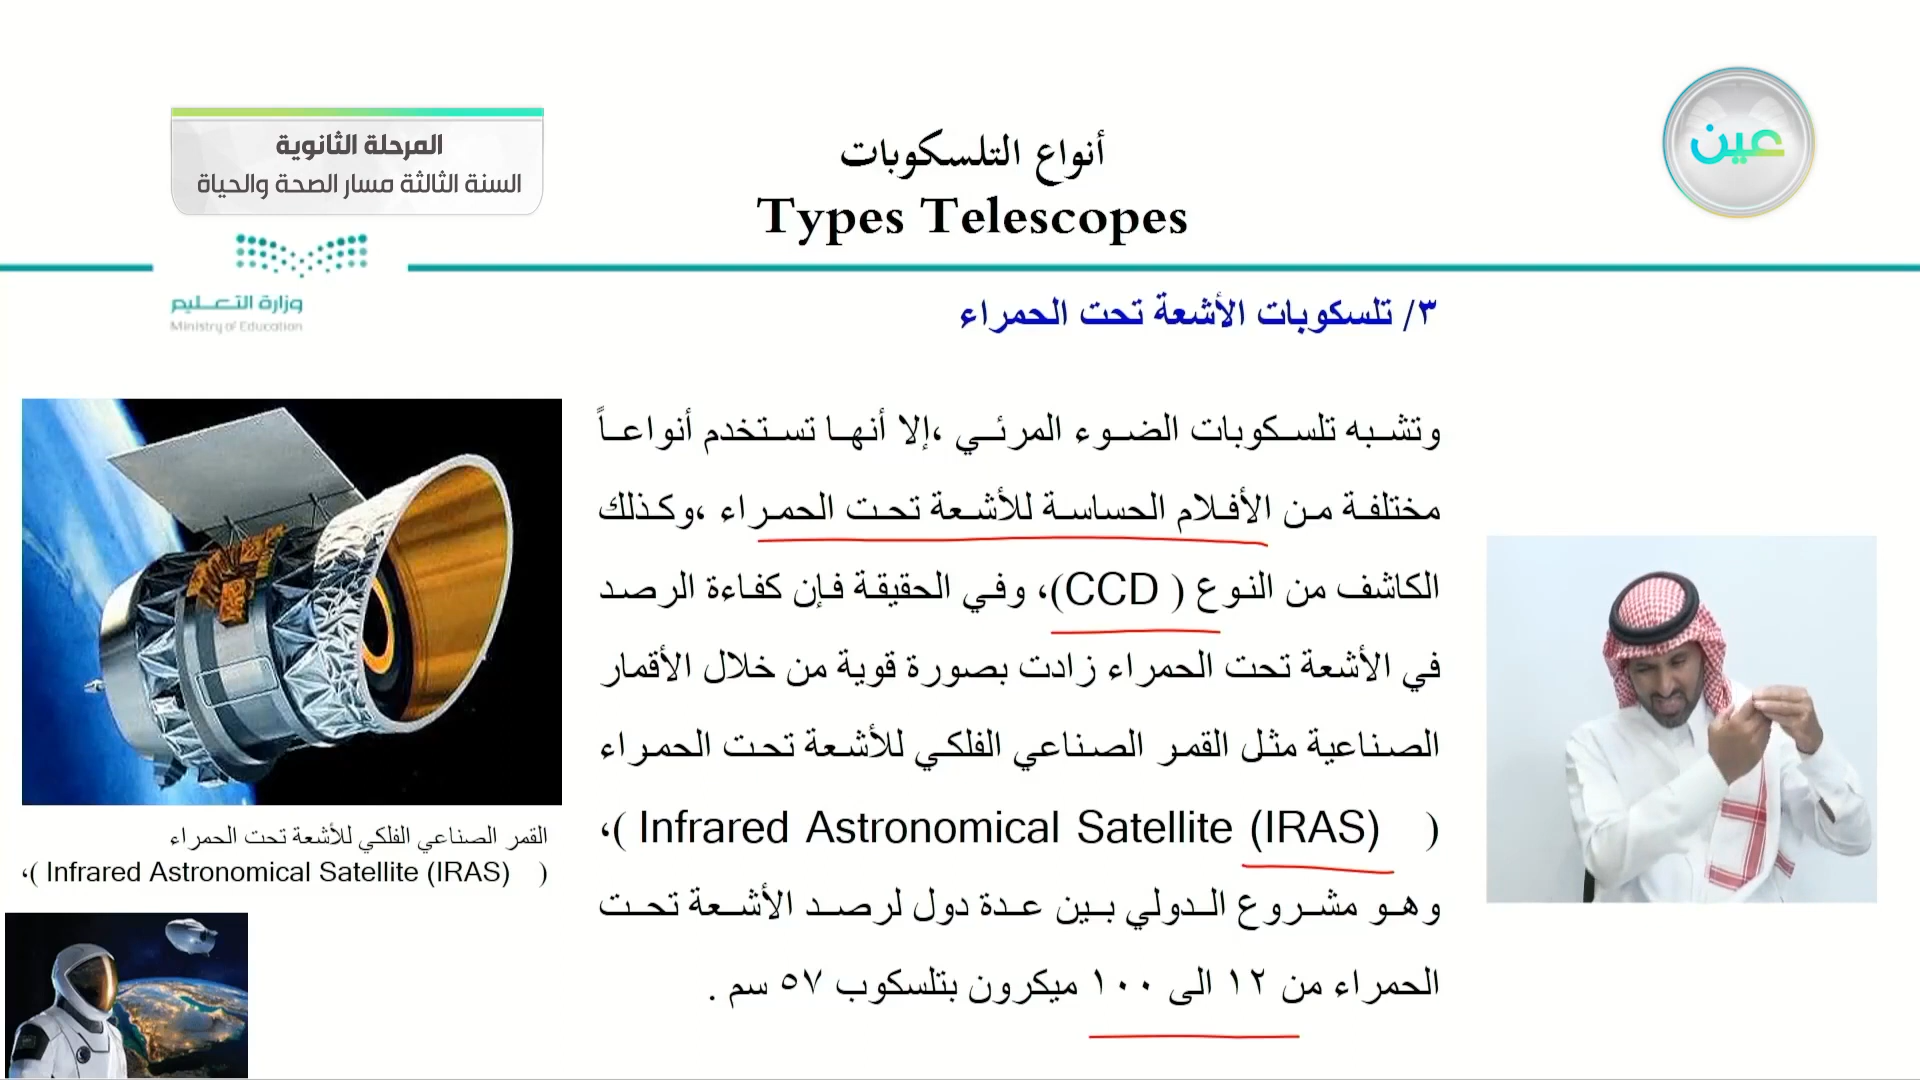 المرحلة الثانوية
السنة الثالثة مسار الصحة والحياة
أنواع التلسكوبات
Types Telescopes
عين
وزارة التعليم
Ministry of Education
٣/ تلسكوبات الأشعة تحت الحمراء
وتشبه تلسكوبات الضوء المرئي ،إلا أنها تستخدم أنواعاً
مختلفة من الأفلام الحساسة للأشعة تحت الحمراء ،وكذلك
الكاشف من النوع ( CCD)، وفي الحقيقة فإن كفاءة الرصد
في الأشعة تحت الحمراء زادت بصورة قوية من خلال الأقمار
الصناعية مثل القمر الصناعي الفلكي للأشعة تحت الحمراء
( Infrared Astronomical Satellite (IRAS) )،
وهو مشروع الدولي بين عدة دول لرصد الأشعة تحت
الحمراء من ١٢ الى ١٠٠ ميكرون بتلسكوب ٥٧ سم .
القمر الصناعي الفلكي للأشعة تحت الحمراء
( Infrared Astronomical Satellite (IRAS) )،